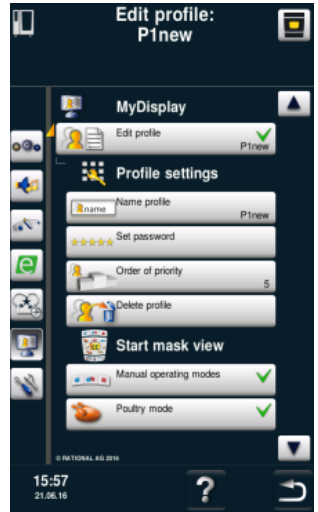 Edit profile:
P1new
MyDisplay
Edit profile
P1new
Profile settings
name
Name profile
P1new
Set password
Order of priority
5
Delete profile
Start mask view
Manual operating modes
Poultry mode
© RATIONAL AG 2016
15:57
21.06.16
?